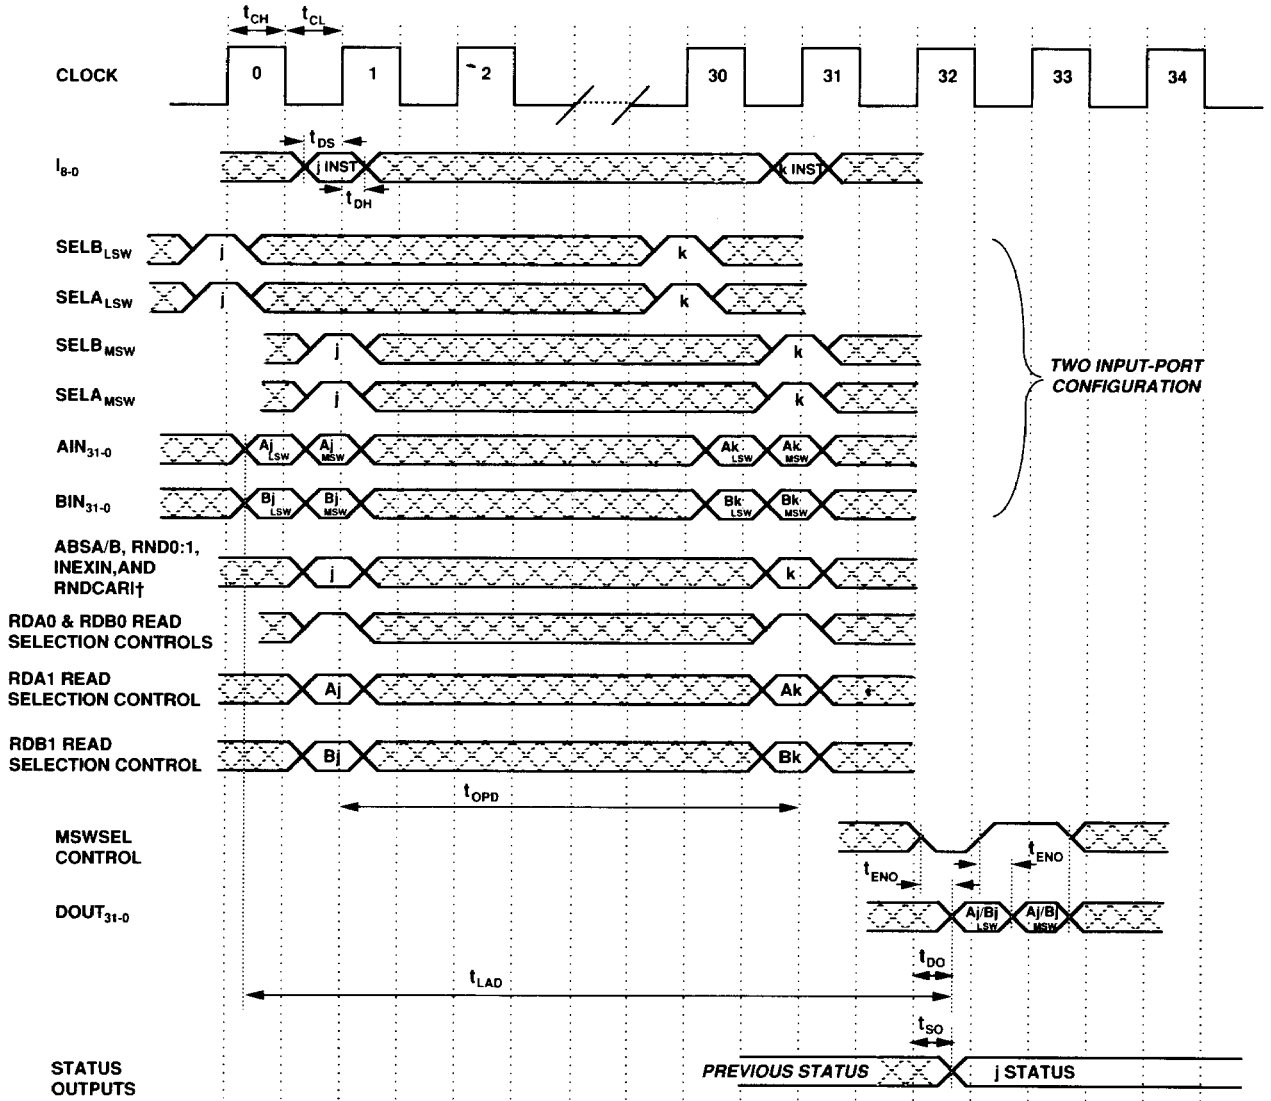 tCH tCL
CLOCK 0 1 2 30 31 32 33 34
tDS
I8-0 j INST k INST
tDH
SELBLSW j k
SELALSW j k
SELBMSW j k
SELAMSW j k
TWO INPUT-PORT
CONFIGURATION
AIN31-0 Aj LSW Aj MSW Ak LSW Ak MSW
BIN31-0 Bj LSW Bj MSW Bk LSW Bk MSW
ABSA/B, RND0:1,
INEXIN,AND
RNDCARI† j k
RDA0 & RDB0 READ
SELECTION CONTROLS
RDA1 READ
SELECTION CONTROL Aj Ak
RDB1 READ
SELECTION CONTROL Bj Bk
tOPD
MSWSEL
CONTROL
tENO tENO
DOUT31-0 Aj/Bj LSW Aj/Bj MSW
tDO
tLAD
tSO
STATUS
OUTPUTS
PREVIOUS STATUS j STATUS